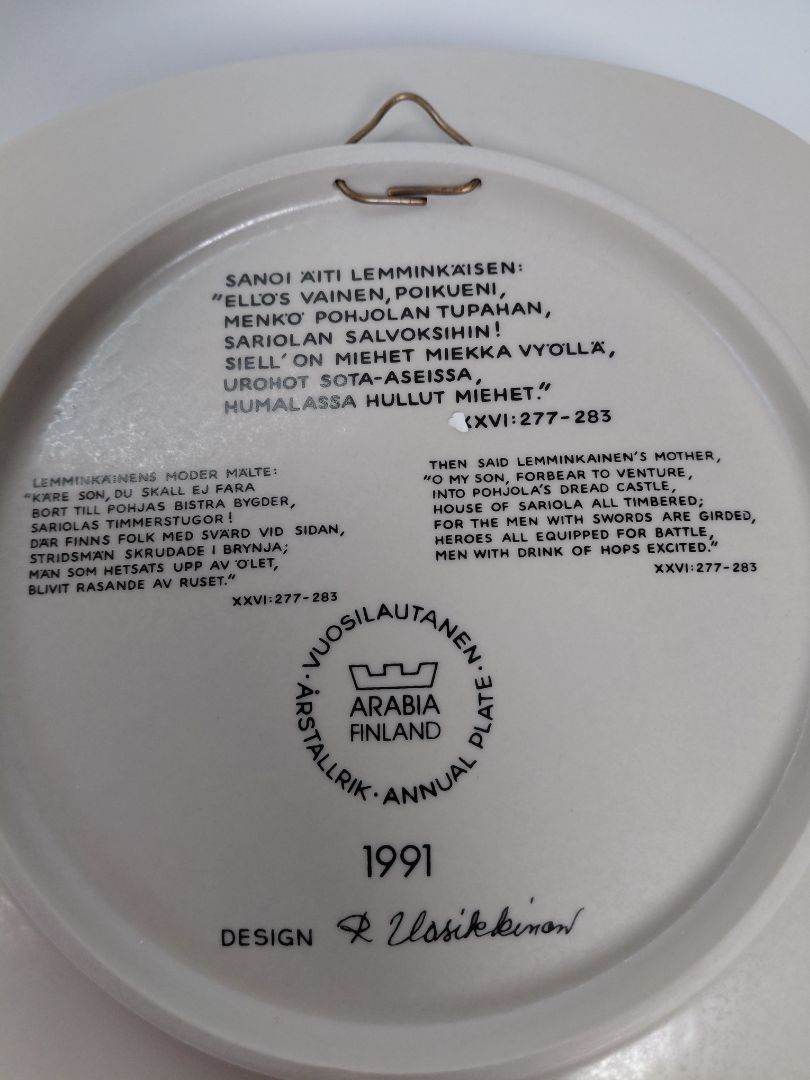 SANOI ÄITI LEMMINKÄISEN:
"ELLÖS VAINEN, POIKUENI,
MENKÖ POHJOLAN TUPAHAN,
SARIOLAN SALVOKSIHIN!
SIELL' ON MIEHET MIEKKA VYÖLLÄ,
UROHOT SOTA-ASEISSA,
HUMALASSA HULLUT MIEHET."
XXVI:277-283
LEMMINKÄINENS MODER MÄLTE:
"KÄRE SON, DU SKALL EJ FARA
BORT TILL POHJAS BISTRA BYGDER,
SARIOLAS TIMMERSTUGOR!
DÄR FINNS FOLK MED SVÄRD VID SIDAN,
STRIDSMÄN SKRUDADE I BRYNJA;
MÄN SOM HETSATS UPP AV ÖLET,
BLIVIT RASANDE AV RUSET."
XXVI:277-283
THEN SAID LEMMINKAINEN'S MOTHER,
"O MY SON, FORBEAR TO VENTURE,
INTO POHJOLA'S DREAD CASTLE,
HOUSE OF SARIOLA ALL TIMBERED;
FOR THE MEN WITH SWORDS ARE GIRDED,
HEROES ALL EQUIPPED FOR BATTLE,
MEN WITH DRINK OF HOPS EXCITED."
XXVI:277-283
· VUOSILAUTANEN ·
ANNUAL PLATE ·
ÅRSTALLRIK
ARABIA
FINLAND
1991
DESIGN R Uosikkinen